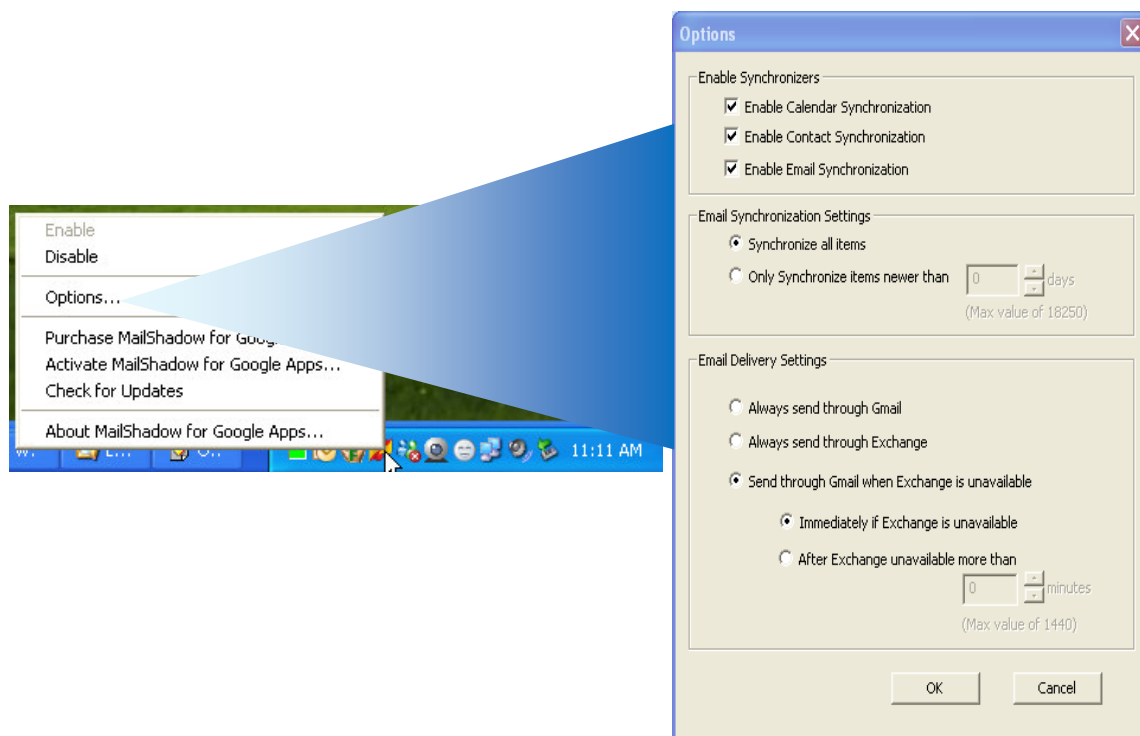 Enable
Disable
Options...
Purchase MailShadow for
Activate MailShadow for Google Apps...
Check for Updates
About MailShadow for Google Apps...
11:11 AM
Options
Enable Synchronizers
Enable Calendar Synchronization
Enable Contact Synchronization
Enable Email Synchronization
Email Synchronization Settings
Synchronize all items
Only Synchronize items newer than 0 days
(Max value of 18250)
Email Delivery Settings
Always send through Gmail
Always send through Exchange
Send through Gmail when Exchange is unavailable
Immediately if Exchange is unavailable
After Exchange unavailable more than
0 minutes
(Max value of 1440)
OK Cancel